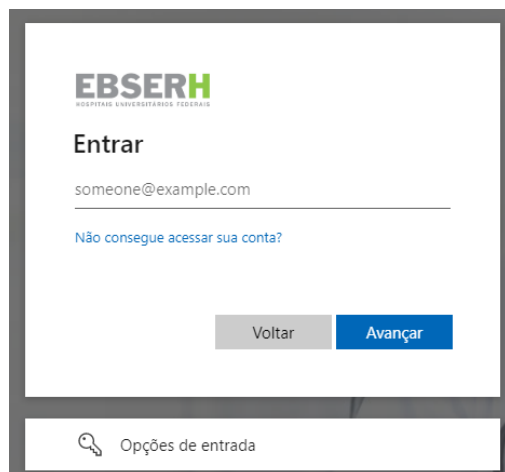 EBSERH
HOSPITAIS UNIVERSITÁRIOS FEDERAIS
Entrar
someone@example.com
Não consegue acessar sua conta?
Voltar Avançar
Opções de entrada